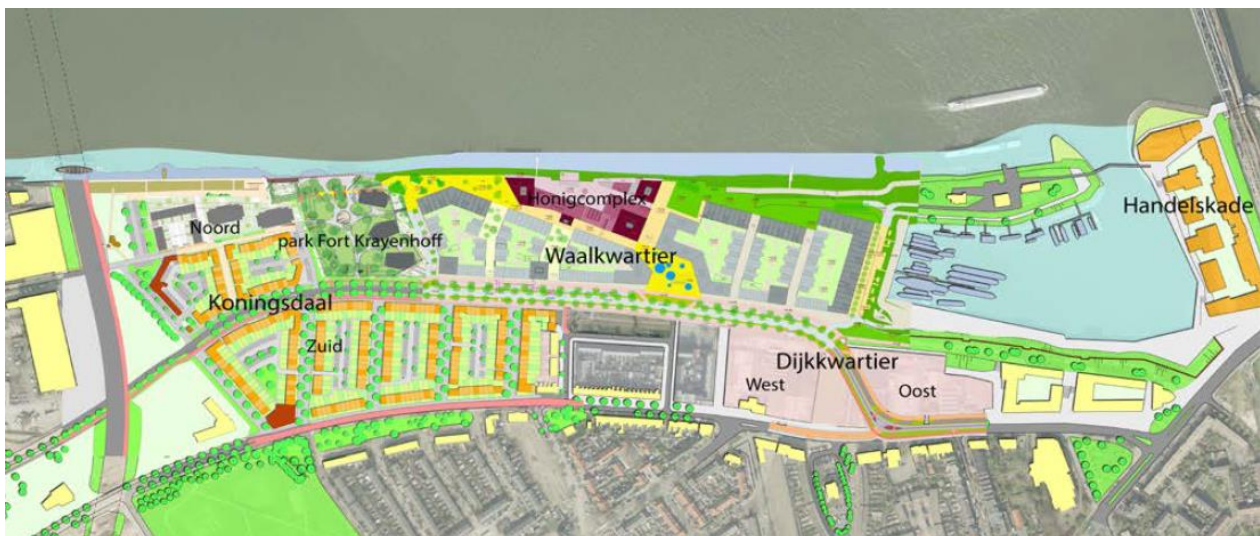 Honigcomplex
Handelskade
Noord
park Fort Krayenhoff
Waalkwartier
Koningsdaal
Zuid
Dijkkwartier
West
Oost